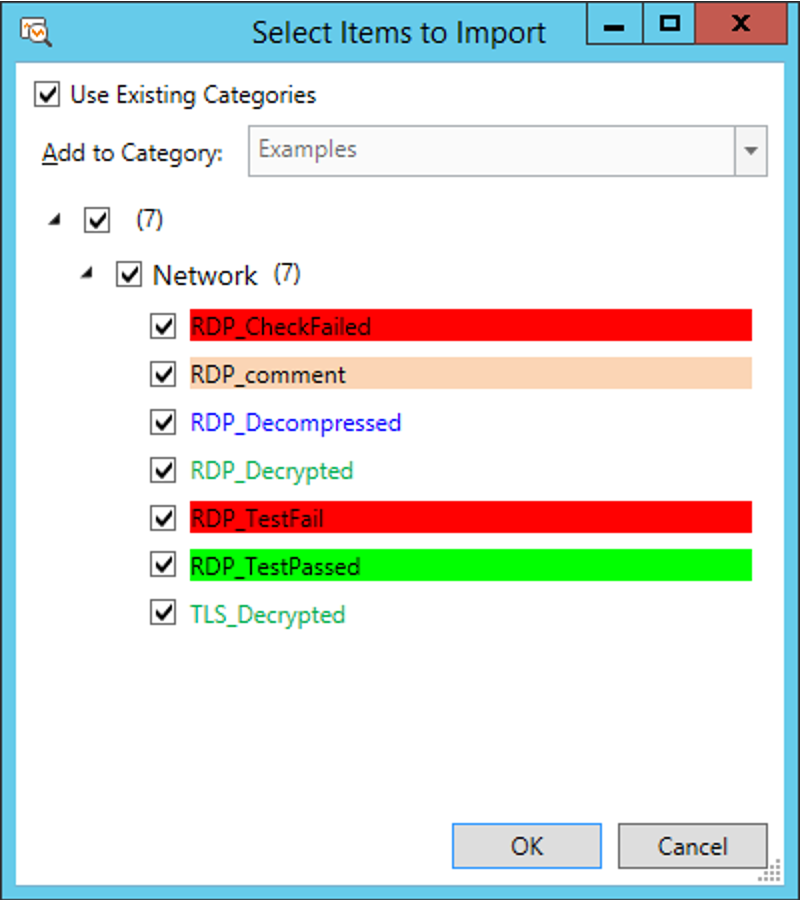 Select Items to Import
Use Existing Categories
Add to Category: Examples
(7)
Network (7)
RDP_CheckFailed
RDP_comment
RDP_Decompressed
RDP_Decrypted
RDP_TestFail
RDP_TestPassed
TLS_Decrypted
OK Cancel